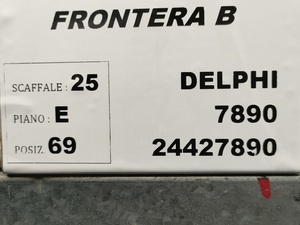 FRONTERA B
SCAFFALE : 25
PIANO : E
POSIZ. 69
DELPHI
7890
24427890